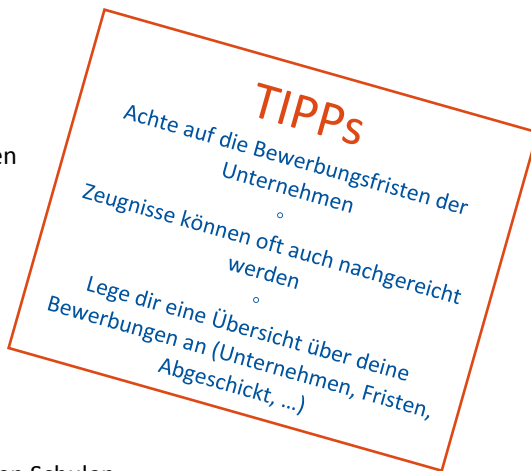 TIPPs
Achte auf die Bewerbungsfristen der
Unternehmen
°
Zeugnisse können oft auch nachgereicht
werden
°
Lege dir eine Übersicht über deine
Bewerbungen an (Unternehmen, Fristen,
Abgeschickt, …)
en